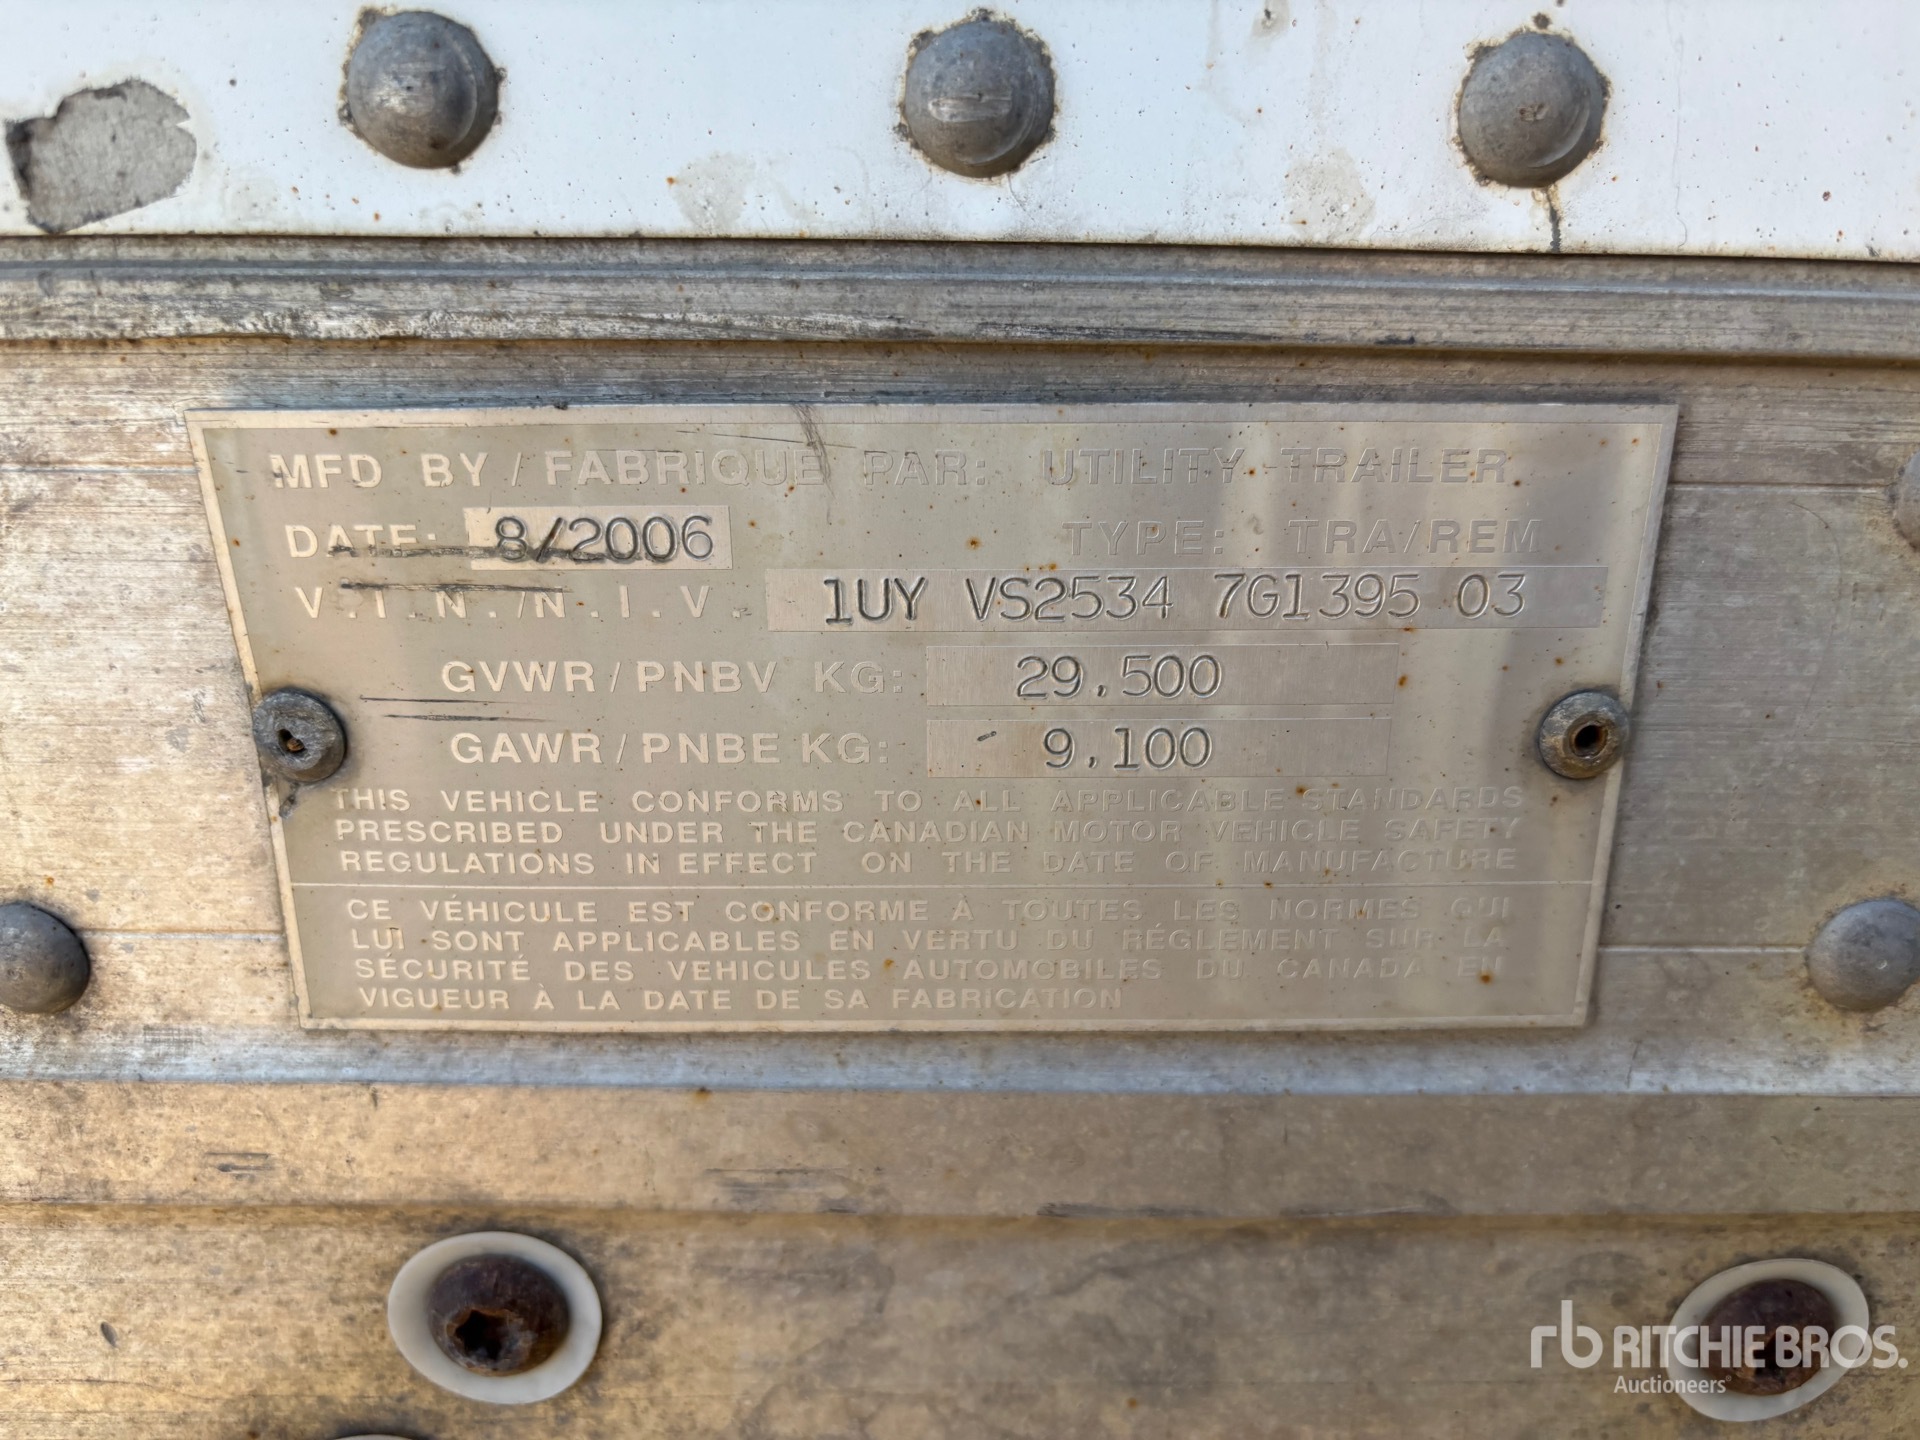 MFD BY / FABRIQUE PAR: UTILITY TRAILER
DATE: 8/2006 TYPE: TRA/REM
V.I.N./N.I.V. 1UY VS2534 7G1395 03
GVWR/PNBV KG: 29,500
GAWR/PNBE KG: 9,100
THIS VEHICLE CONFORMS TO ALL APPLICABLE STANDARDS
PRESCRIBED UNDER THE CANADIAN MOTOR VEHICLE SAFETY
REGULATIONS IN EFFECT ON THE DATE OF MANUFACTURE
CE VÉHICULE EST CONFORME À TOUTES LES NORMES QUI
LUI SONT APPLICABLES EN VERTU DU RÉGLEMENT SUR LA
SÉCURITÉ DES VEHICULES AUTOMOBILES DU CANADA EN
VIGUEUR À LA DATE DE SA FABRICATION
rb RITCHIE BROS.
Auctioneers